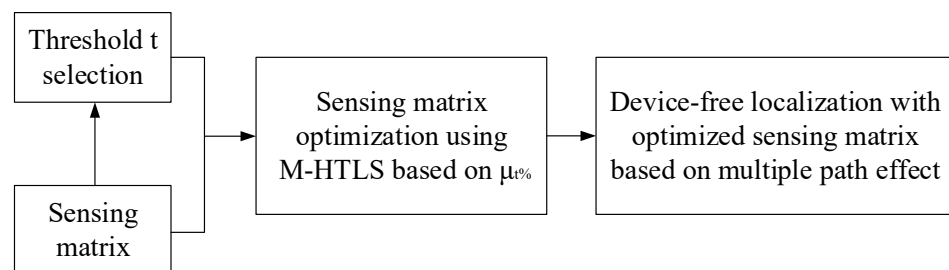 Threshold t
selection
Sensing
matrix
Sensing matrix
optimization using
M-HTLS based on μt%
Device-free localization with
optimized sensing matrix
based on multiple path effect